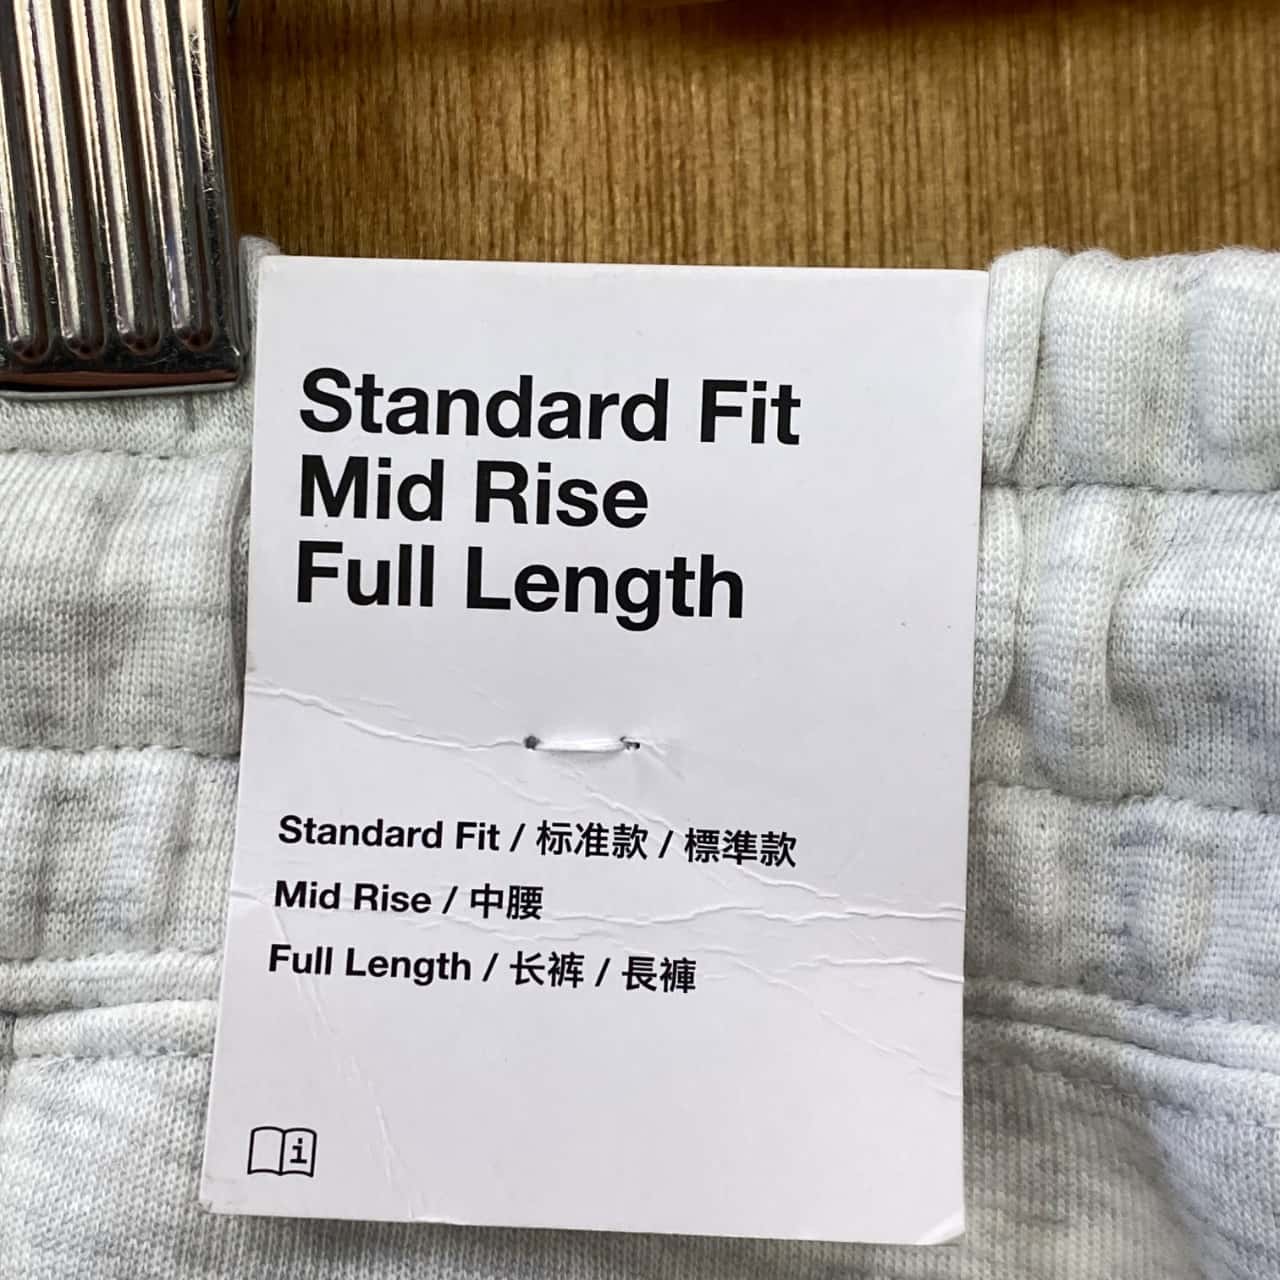 Standard Fit
Mid Rise
Full Length
Standard Fit / 标准款 / 標準款
Mid Rise / 中腰
Full Length / 长裤 / 長褲
i